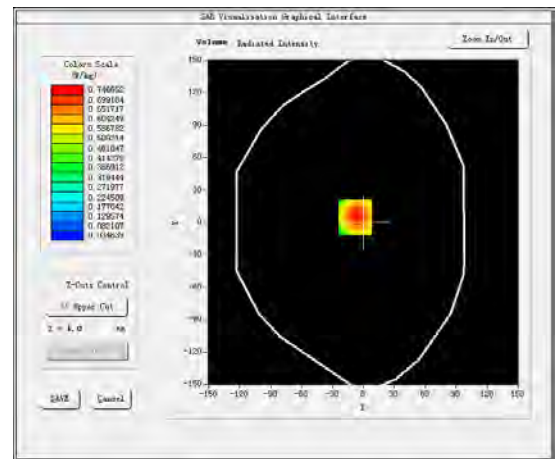 SAR Visualisation Graphical Interface
Volume Radiated Intensity
Zoom In/Out
Colors Scale
(W/kg)
0.746652
0.699184
0.651717
0.604249
0.556782
0.509314
0.461847
0.414379
0.366912
0.319444
0.271977
0.224509
0.177042
0.129574
0.082107
0.034639
150
120
90
60
30
0
-30
-60
-90
-120
-150
-150 -120 -90 -60 -30 0 30 60 90 120 150
Z-Cuts Control
Upper Cut
mm
SAVE
Cancel